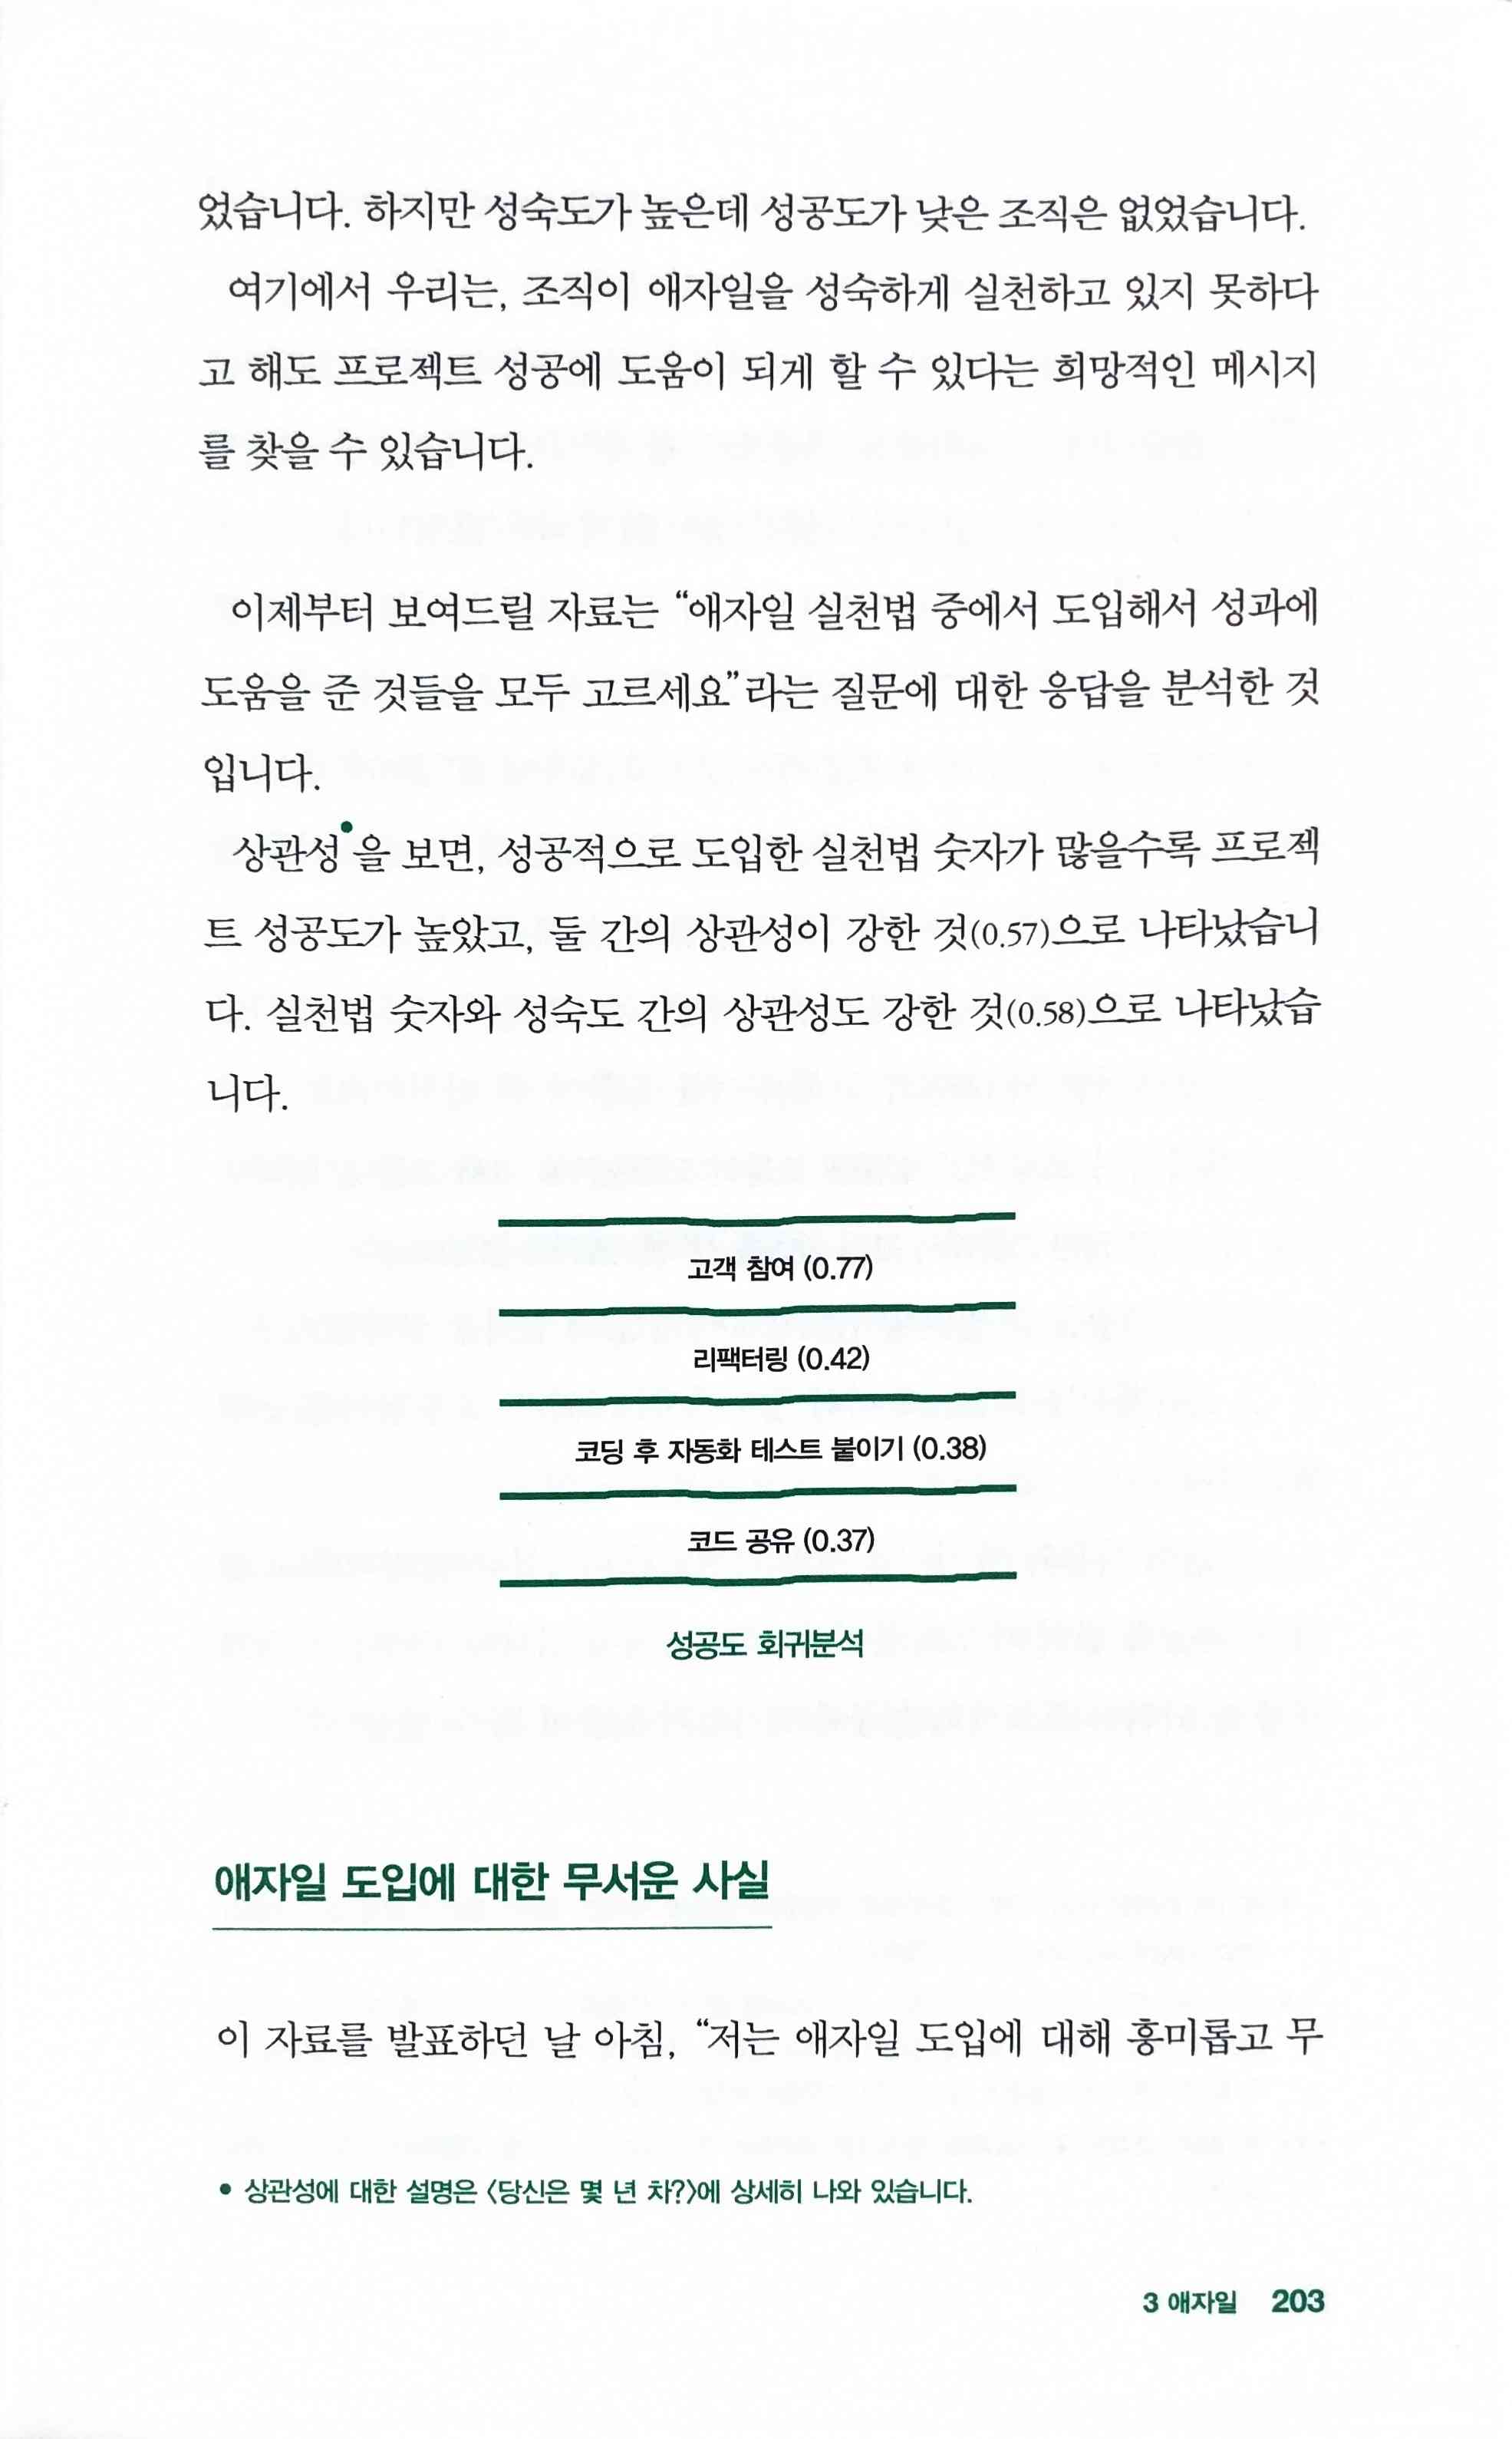 었습니다. 하지만 성숙도가 높은데 성공도가 낮은 조직은 없었습니다.
여기에서 우리는, 조직이 애자일을 성숙하게 실천하고 있지 못하다
고 해도 프로젝트 성공에 도움이 되게 할 수 있다는 희망적인 메시지
를 찾을 수 있습니다.
이제부터 보여드릴 자료는 “애자일 실천법 중에서 도입해서 성과에
도움을 준 것들을 모두 고르세요”라는 질문에 대한 응답을 분석한 것
입니다.
상관성•을 보면, 성공적으로 도입한 실천법 숫자가 많을수록 프로젝
트 성공도가 높았고, 둘 간의 상관성이 강한 것(0.57)으로 나타났습니
다. 실천법 숫자와 성숙도 간의 상관성도 강한 것(0.58)으로 나타났습
니다.
고객 참여 (0.77)
리팩터링 (0.42)
코딩 후 자동화 테스트 붙이기 (0.38)
코드 공유 (0.37)
성공도 회귀분석
애자일 도입에 대한 무서운 사실
이 자료를 발표하던 날 아침, “저는 애자일 도입에 대해 흥미롭고 무
• 상관성에 대한 설명은 〈당신은 몇 년 차?〉에 상세히 나와 있습니다.
3 애자일 203